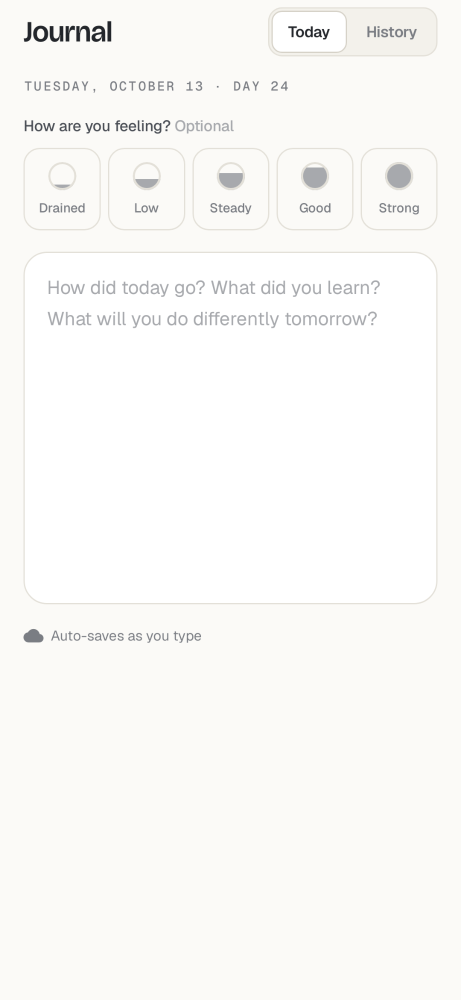 Journal
Today History
TUESDAY, OCTOBER 13 · DAY 24
How are you feeling? Optional
Drained Low Steady Good Strong
How did today go? What did you learn?
What will you do differently tomorrow?
Auto-saves as you type